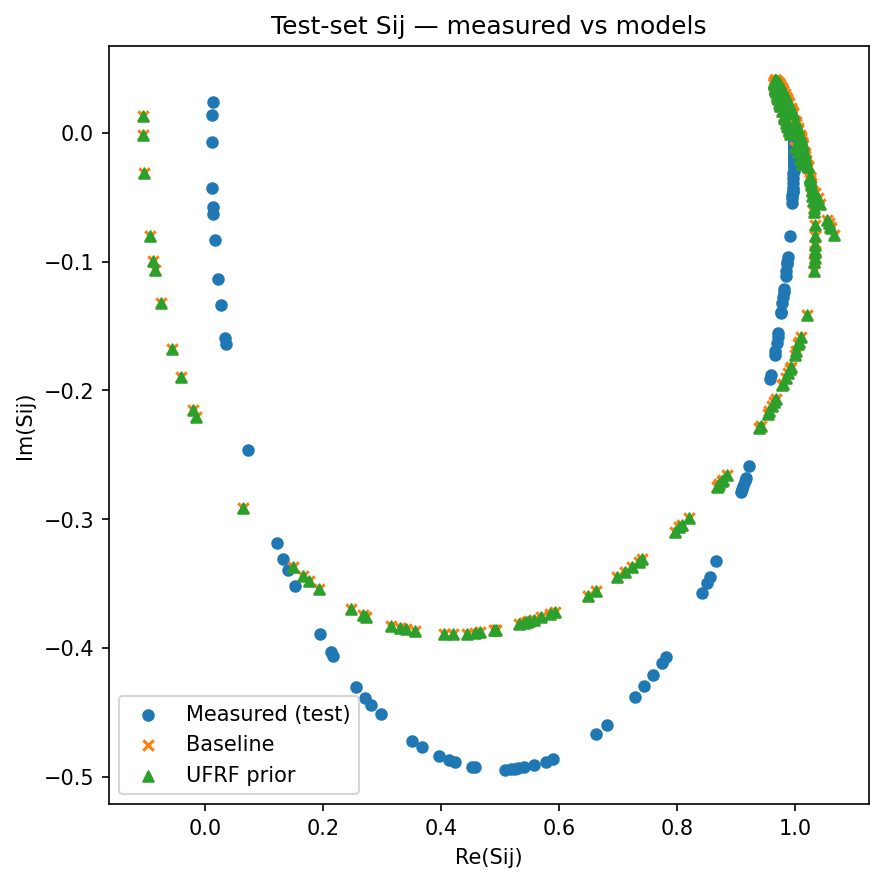 Test-set Sij — measured vs models
Im(Sij)
0.0
−0.1
−0.2
−0.3
−0.4
−0.5
Measured (test)
Baseline
UFRF prior
0.0 0.2 0.4 0.6 0.8 1.0
Re(Sij)